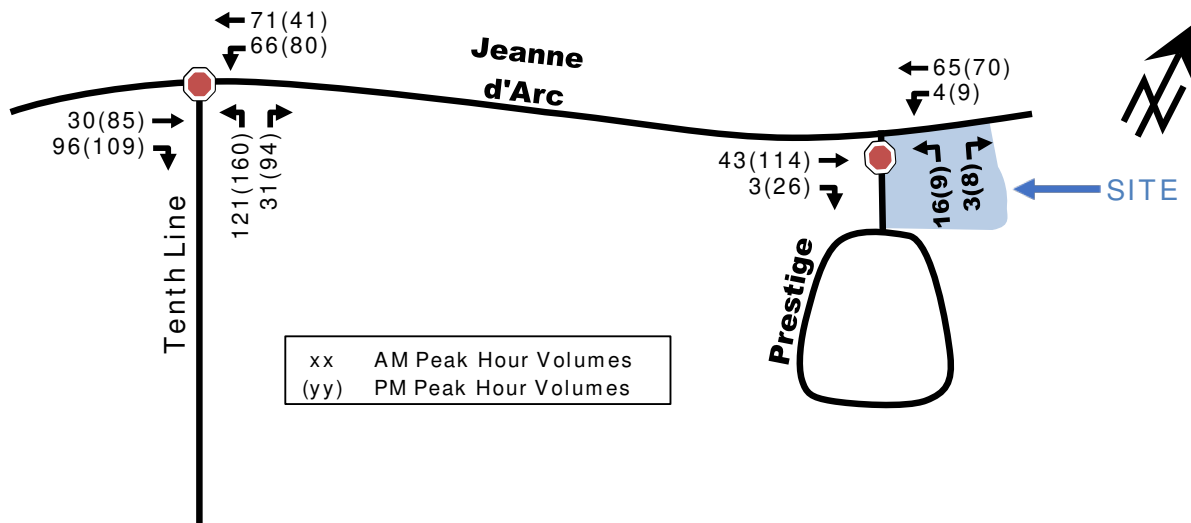 71(41)
66(80)
Jeanne
d'Arc
65(70)
4(9)
30(85)
96(109)
121(160)
31(94)
43(114)
3(26)
16(9)
3(8)
SITE
Tenth Line
Prestige
xx AM Peak Hour Volumes
(yy) PM Peak Hour Volumes
N